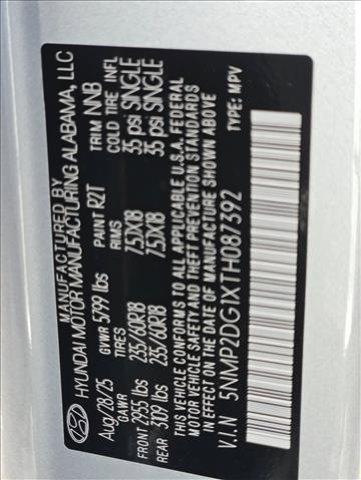 MANUFACTURED BY
HYUNDAI MOTOR MANUFACTURING ALABAMA, LLC
Aug/28/25 GVWR 5799 lbs PAINT R2T TRIM NNB
GAWR TIRES RIMS COLD TIRE INF.
FRONT 2955 lbs 235/60R18 7.5JX18 35 psi SINGLE
REAR 3109 lbs 235/60R18 7.5JX18 35 psi SINGLE
THIS VEHICLE CONFORMS TO ALL APPLICABLE U.S.A. FEDERAL
MOTOR VEHICLE SAFETY AND THEFT PREVENTION STANDARDS
IN EFFECT ON THE DATE OF MANUFACTURE SHOWN ABOVE.
V.I.N 5NMP2DG1XTH087392 TYPE: MPV